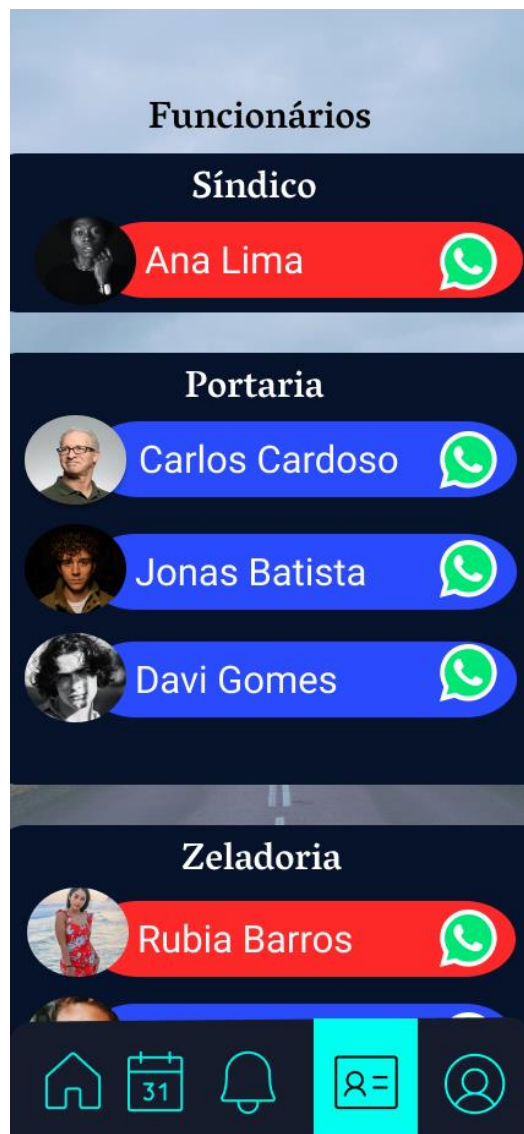 Funcionários
Síndico
Ana Lima
Portaria
Carlos Cardoso
Jonas Batista
Davi Gomes
Zeladoria
Rubia Barros
31